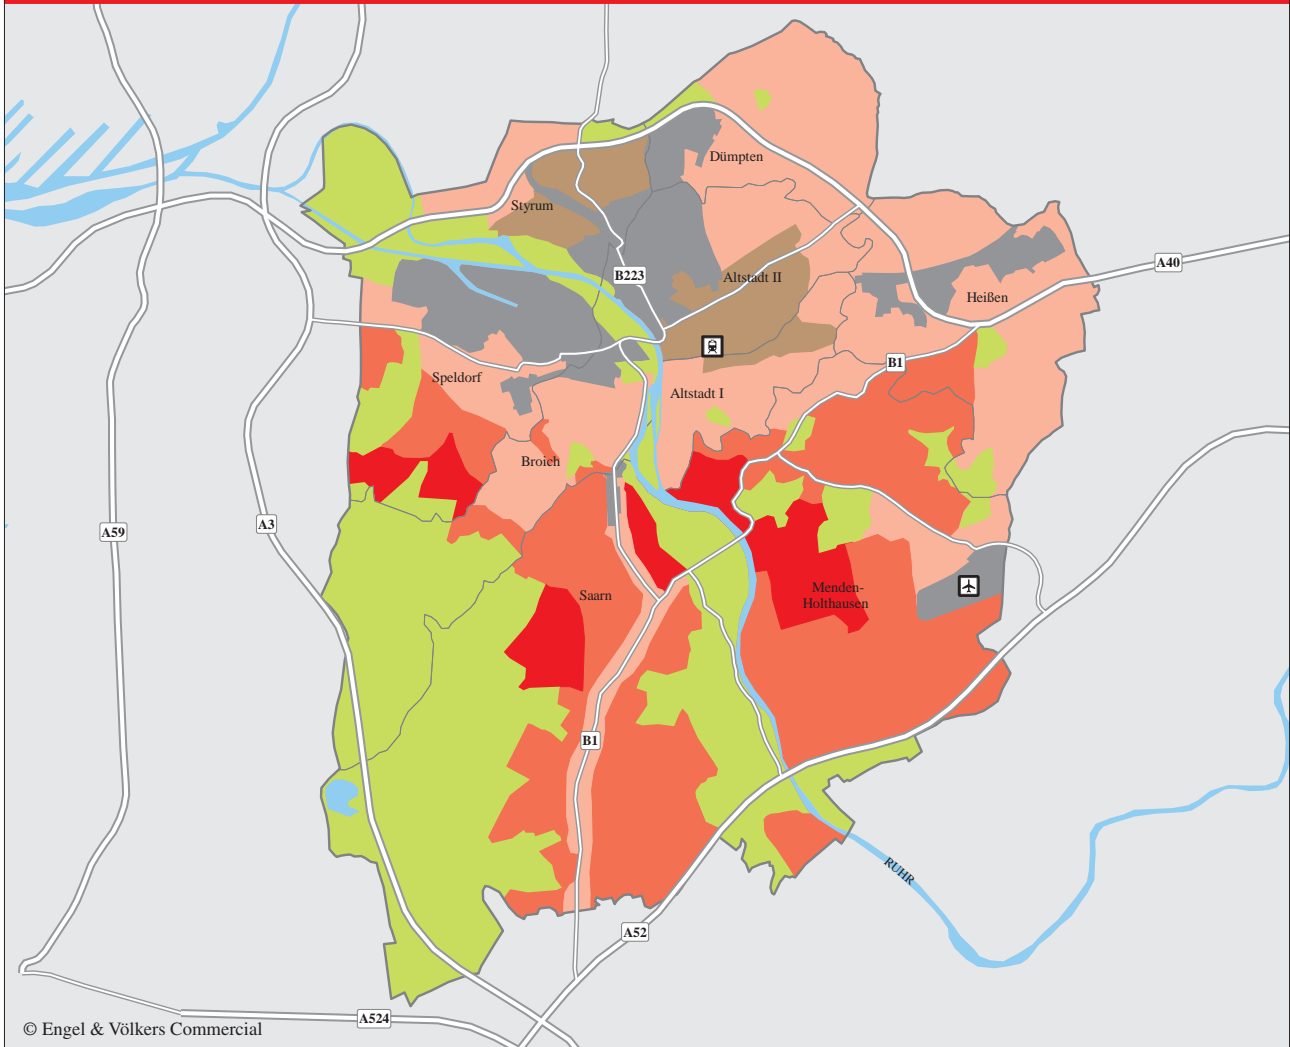 Dümpten
Styrum
B223
Altstadt II
A40
Heißen
B1
Speldorf
Altstadt I
Broich
A59
A3
Saarn
Menden-
Holthausen
B1
RUHR
A52
A524
© Engel & Völkers Commercial